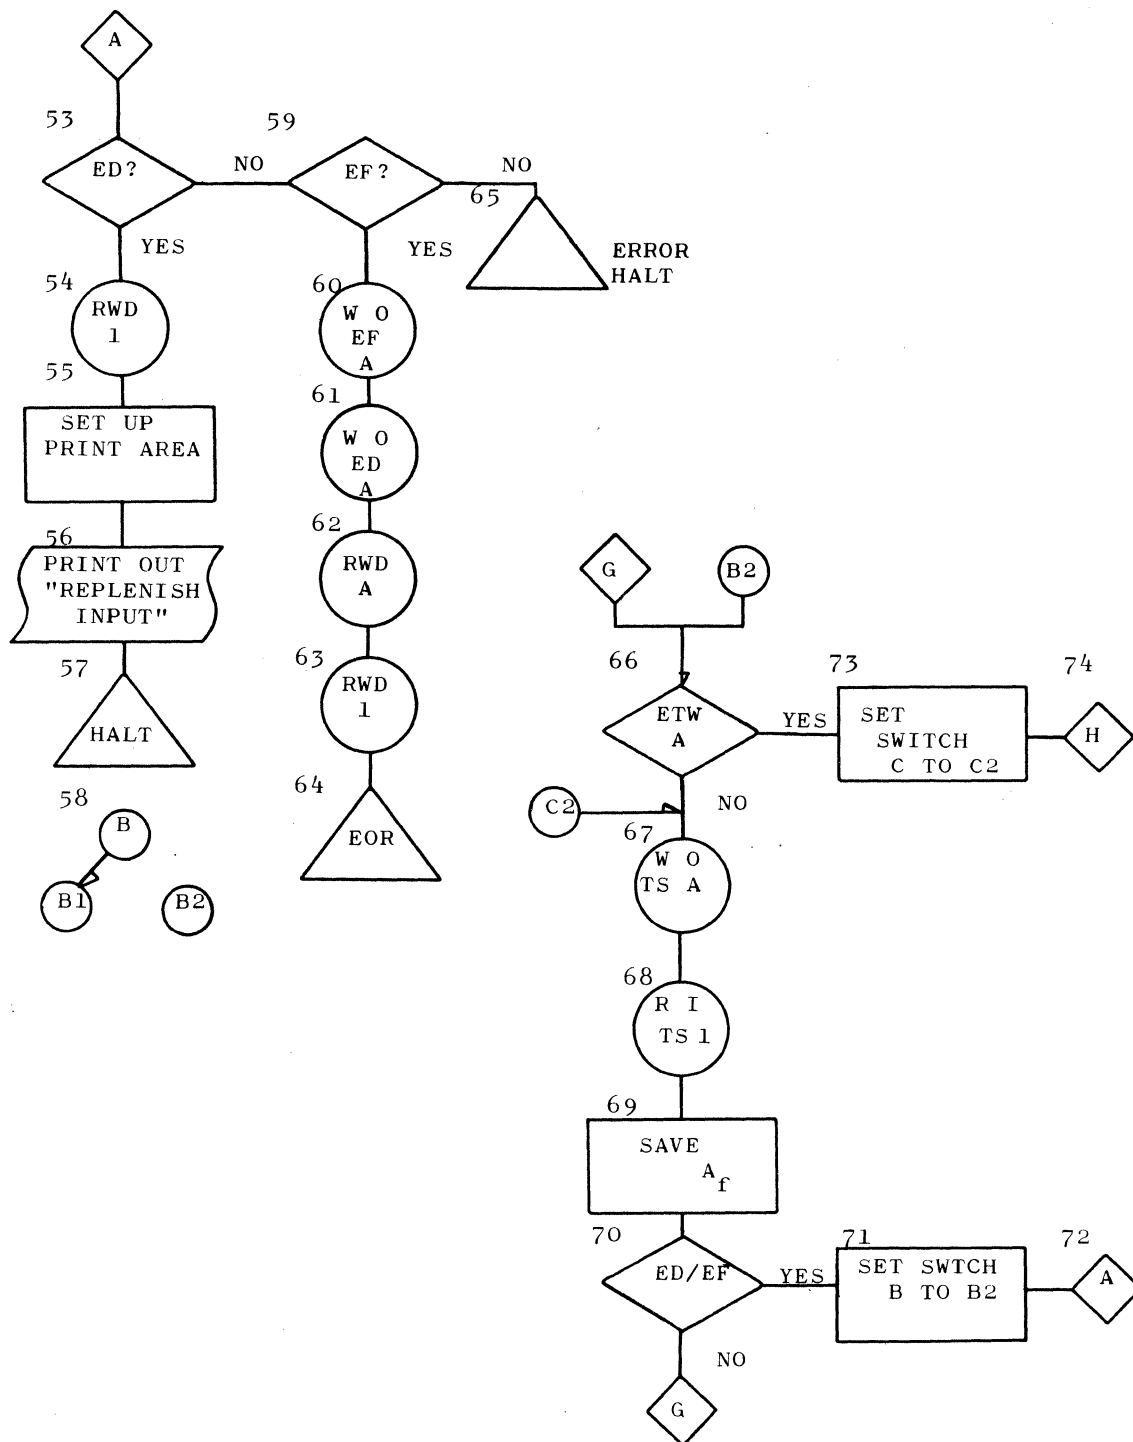 A
53
ED?
NO
59
EF?
NO
65
ERROR
HALT
YES
YES
54
RWD
1
55
SET UP
PRINT AREA
56
PRINT OUT
"REPLENISH
INPUT"
57
HALT
58
B
B1
B2
60
W O
EF
A
61
W O
ED
A
62
RWD
A
63
RWD
1
64
EOR
G
B2
66
ETW
A
YES
73
SET
SWITCH
C TO C2
74
H
NO
C2
67
W O
TS A
68
R I
TS 1
69
SAVE
Af
70
ED/EF
YES
71
SET SWTCH
B TO B2
72
A
NO
G